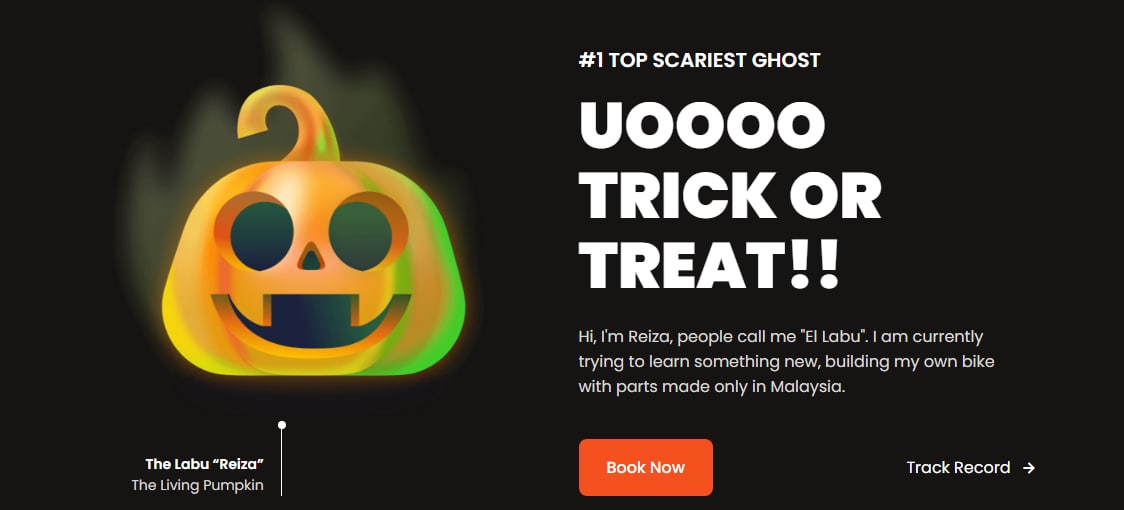 #1 TOP SCARIEST GHOST
UOOOO
TRICK OR
TREAT!!
Hi, I'm Reiza, people call me "El Labu". I am currently
trying to learn something new, building my own bike
with parts made only in Malaysia.
Book Now
Track Record →
The Labu “Reiza”
The Living Pumpkin